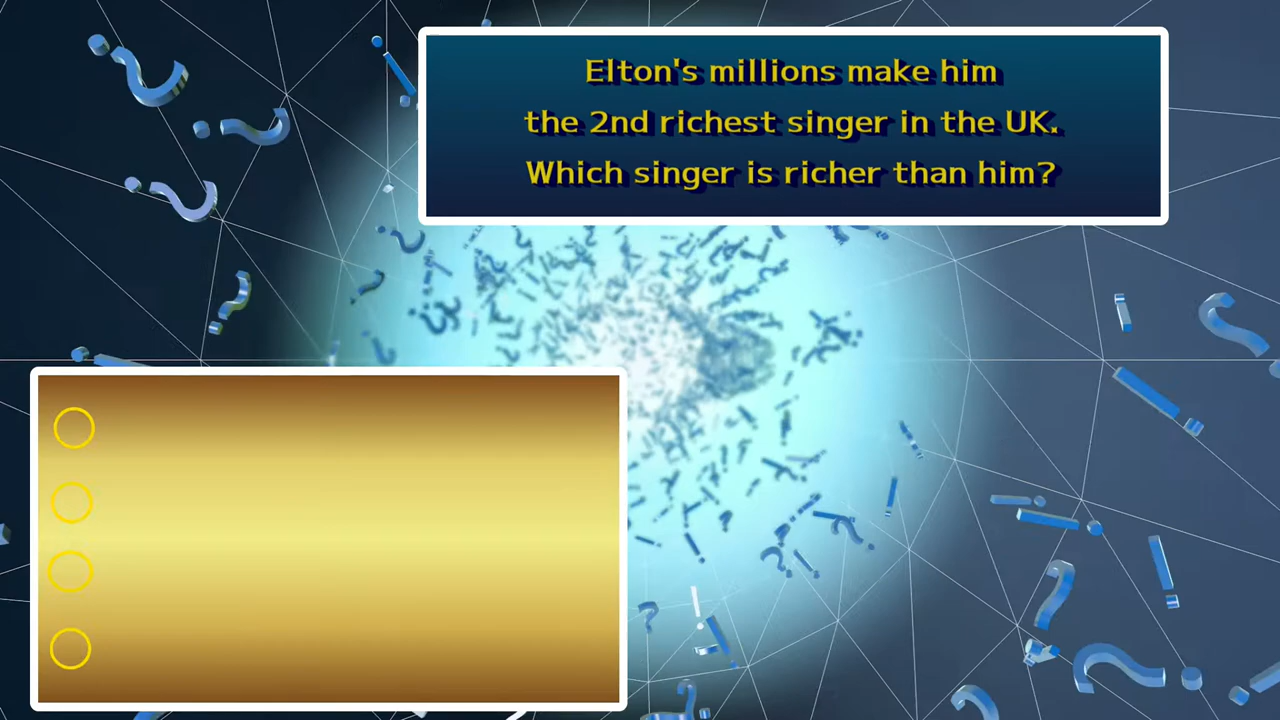 Elton's millions make him
the 2nd richest singer in the UK.
Which singer is richer than him?